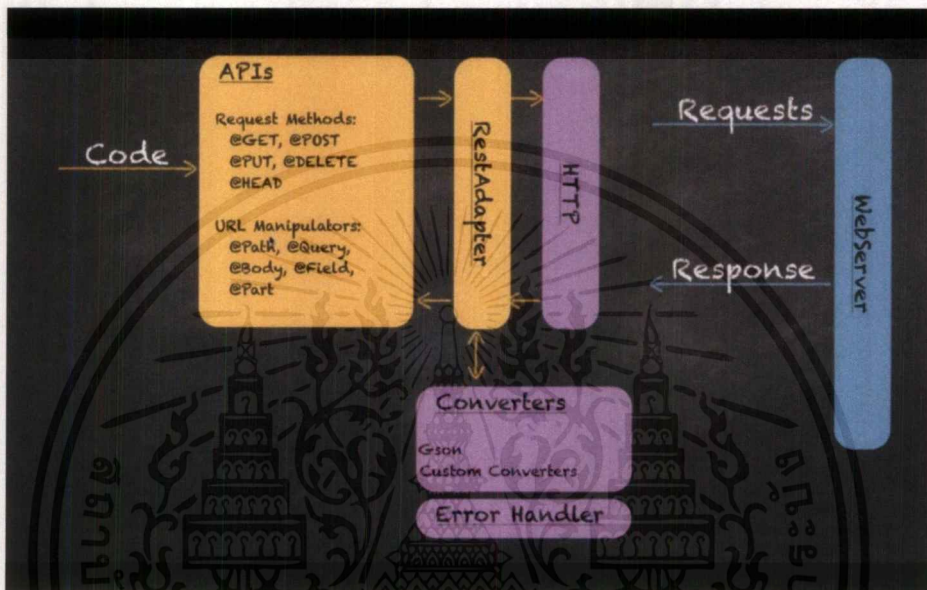 APIs
Request Methods:
@GET, @POST
@PUT, @DELETE
@HEAD
URL Manipulators:
@Path, @Query,
@Body, @Field,
@Part
Code
RestAdapter
HTTP
Requests
Response
WebServer
Converters
Gson
Custom Converters
Error Handler